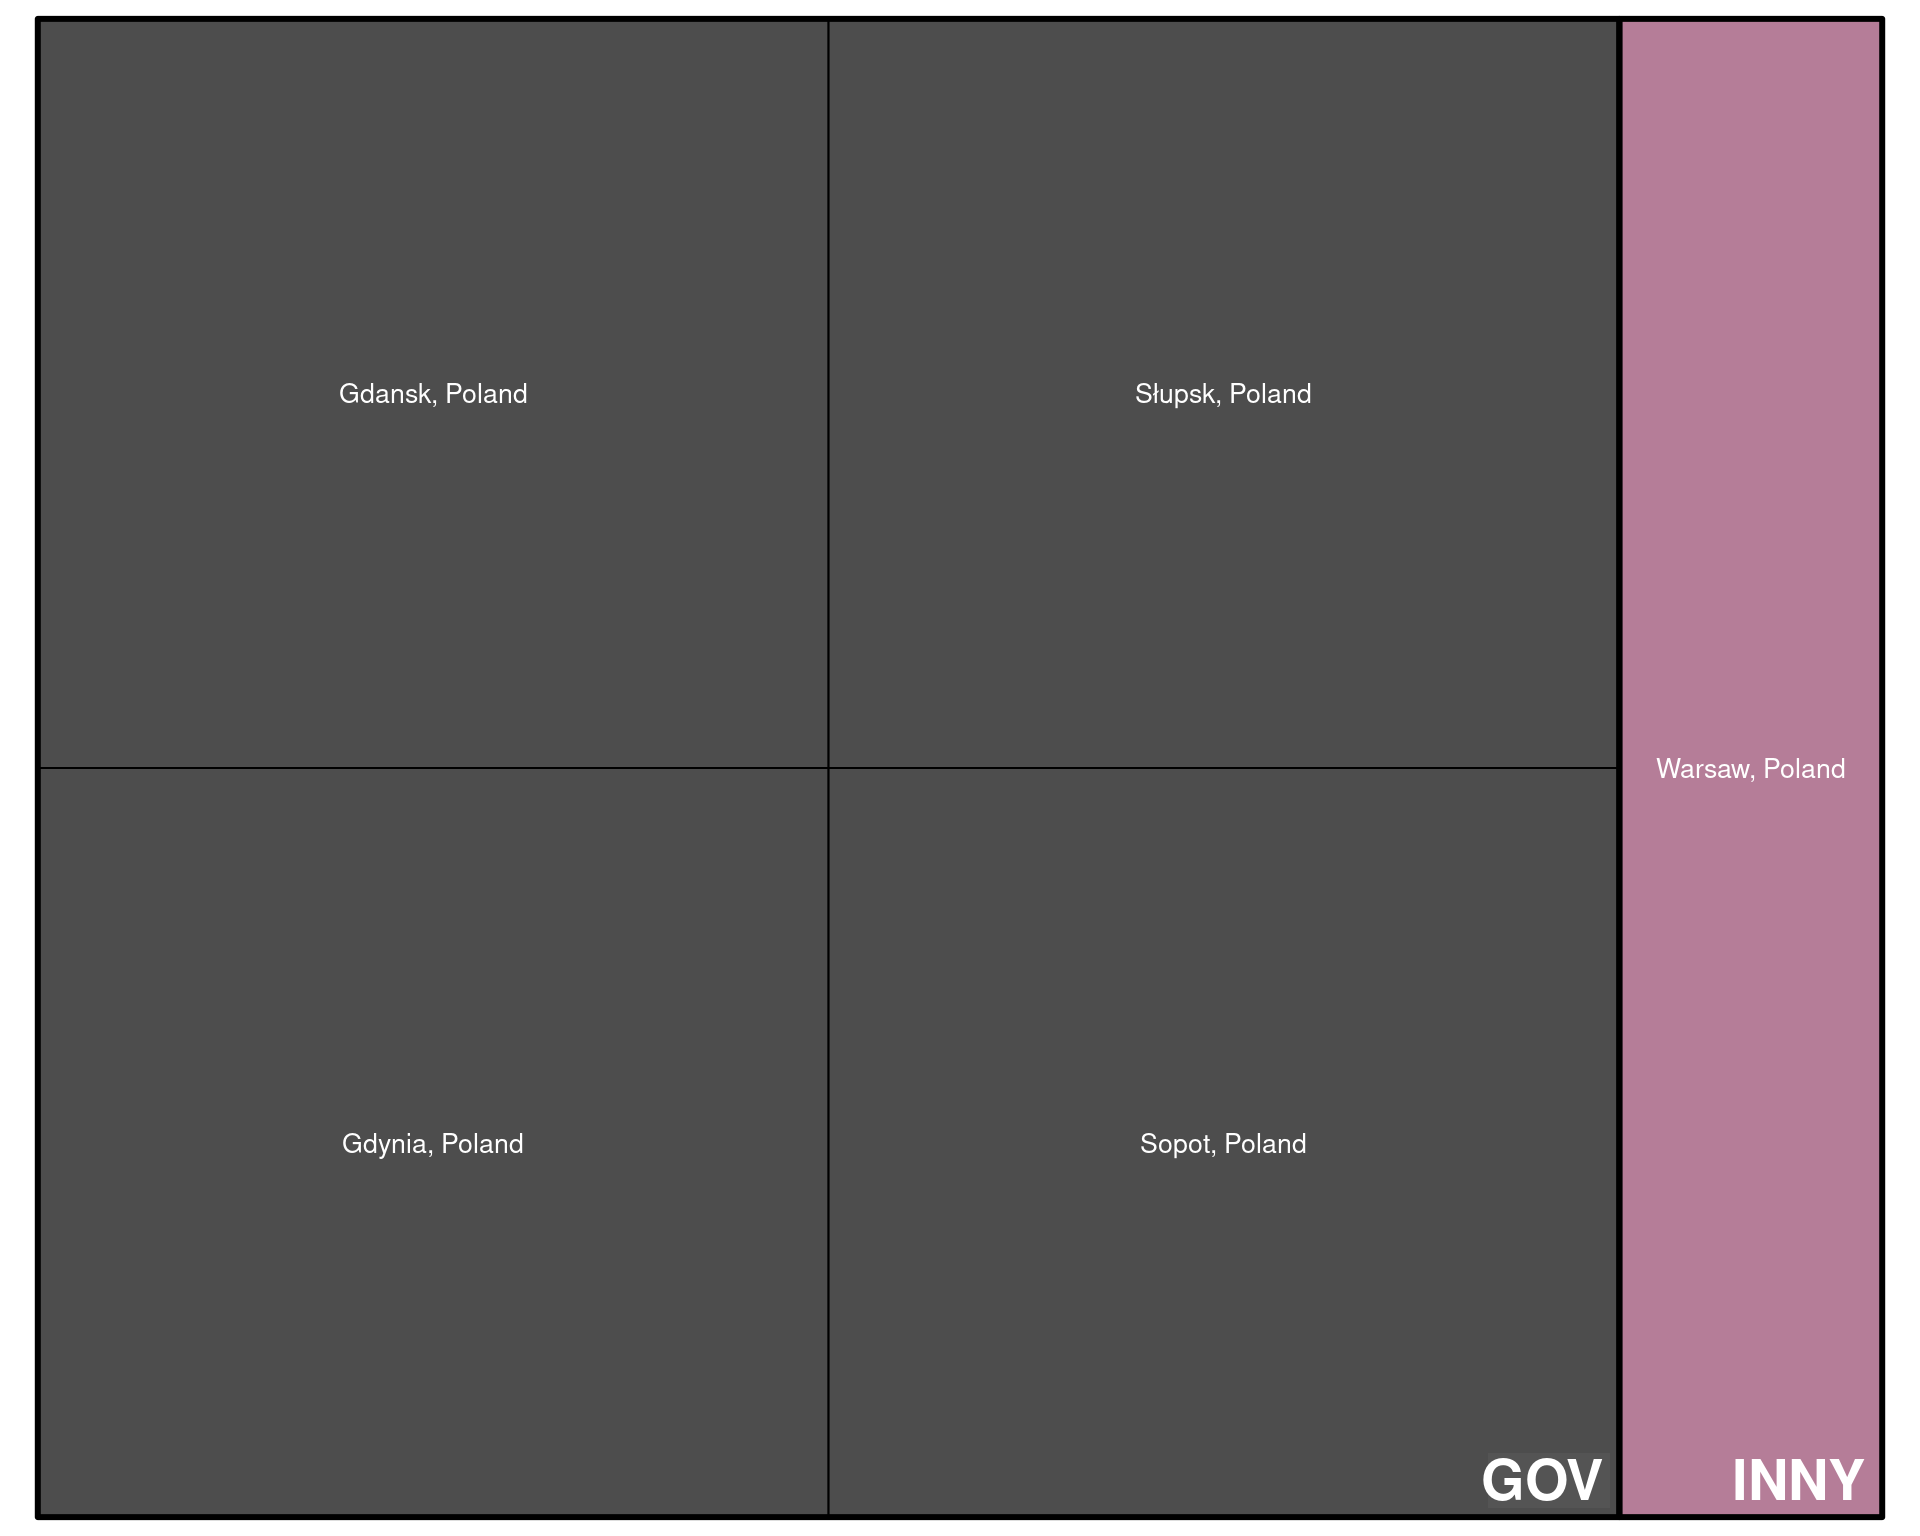 Gdansk, Poland
Słupsk, Poland
Warsaw, Poland
Gdynia, Poland
Sopot, Poland
GOV
INNY